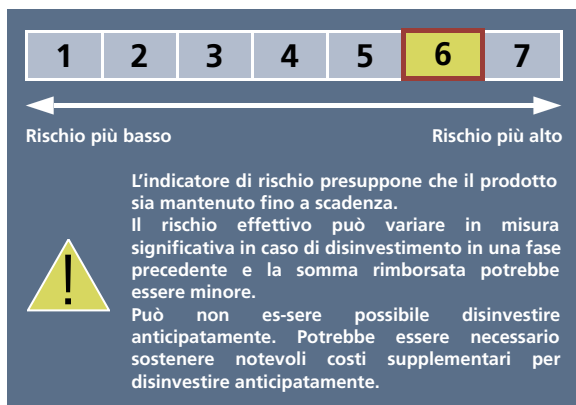 1 2 3 4 5 6 7
Rischio più basso Rischio più alto
L’indicatore di rischio presuppone che il prodotto
sia mantenuto fino a scadenza.
Il rischio effettivo può variare in misura
significativa in caso di disinvestimento in una fase
precedente e la somma rimborsata potrebbe
essere minore.
Può non es-sere possibile disinvestire
anticipatamente. Potrebbe essere necessario
sostenere notevoli costi supplementari per
disinvestire anticipatamente.
!